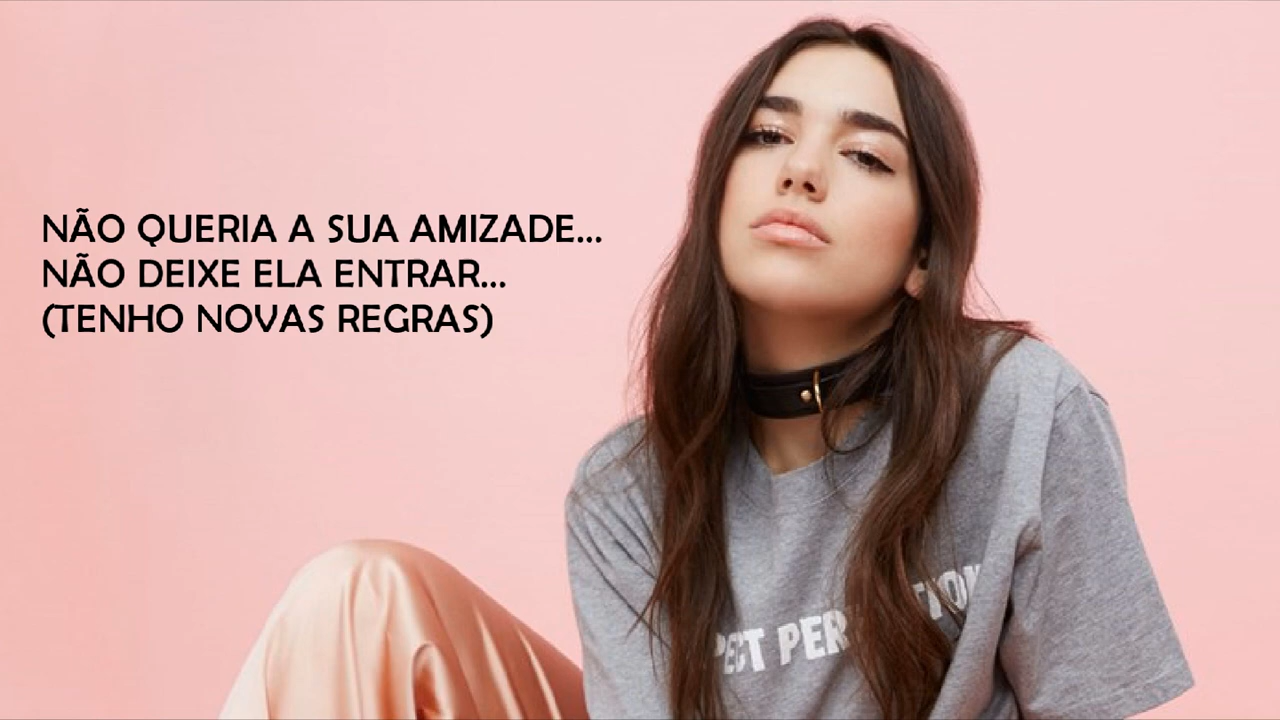 NÃO QUERIA A SUA AMIZADE...
NÃO DEIXE ELA ENTRAR...
(TENHO NOVAS REGRAS)